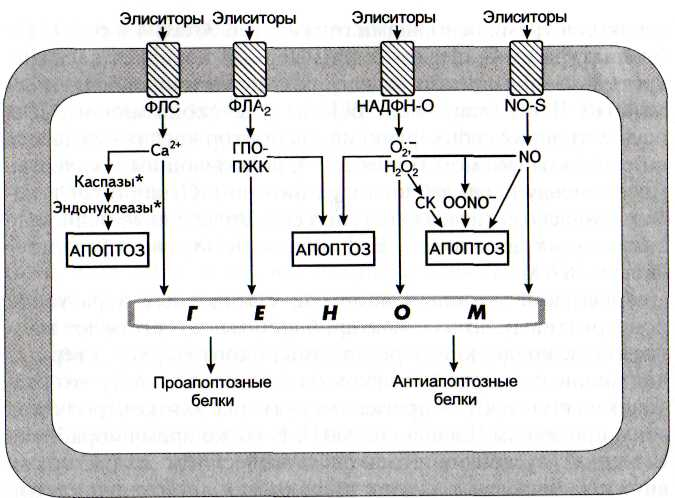 Элиситоры Элиситоры Элиситоры Элиситоры
ФЛС ФЛА₂ НАДФН-О NO-S
Ca²⁺ ГПО- O₂˙⁻ NO
ПЖК H₂O₂
Каспазы*
СК OONO⁻
Эндонуклеазы*
АПОПТОЗ АПОПТОЗ АПОПТОЗ
Г Е Н О М
Проапоптозные Антиапоптозные
белки белки